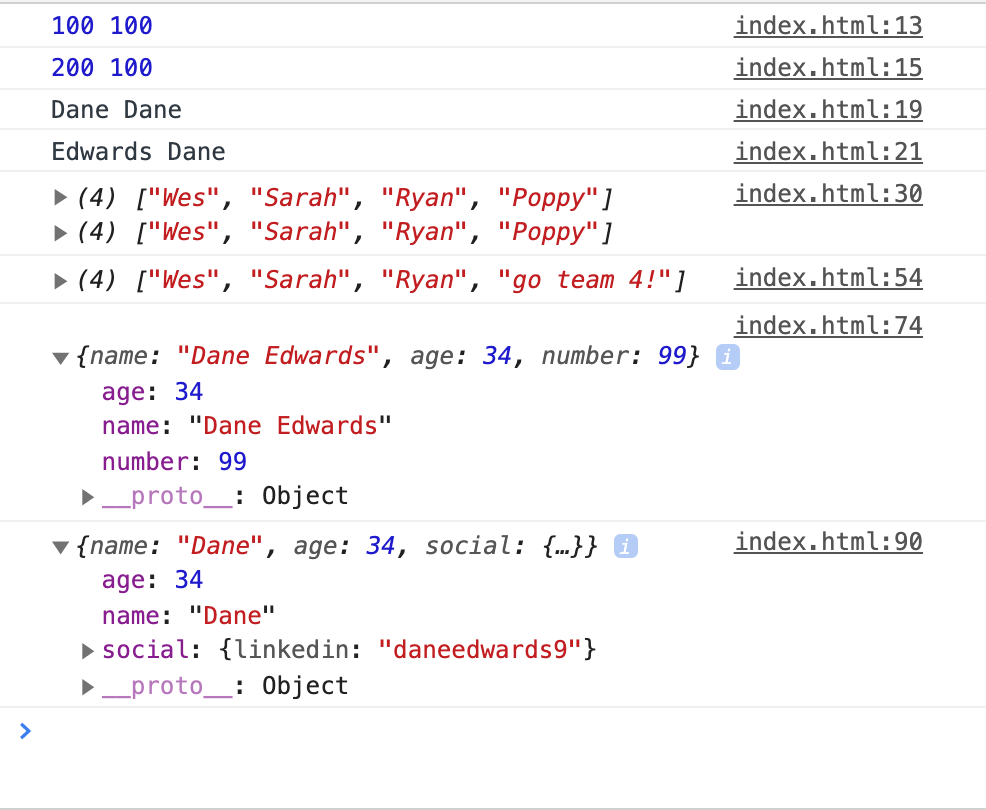 100 100 index.html:13
200 100 index.html:15
Dane Dane index.html:19
Edwards Dane index.html:21
▶ (4) ["Wes", "Sarah", "Ryan", "Poppy"] index.html:30
▶ (4) ["Wes", "Sarah", "Ryan", "Poppy"]
▶ (4) ["Wes", "Sarah", "Ryan", "go team 4!"] index.html:54
index.html:74
▼ {name: "Dane Edwards", age: 34, number: 99} i
age: 34
name: "Dane Edwards"
number: 99
▶ __proto__: Object
▼ {name: "Dane", age: 34, social: {…}} i index.html:90
age: 34
name: "Dane"
▶ social: {linkedin: "daneedwards9"}
▶ __proto__: Object
>